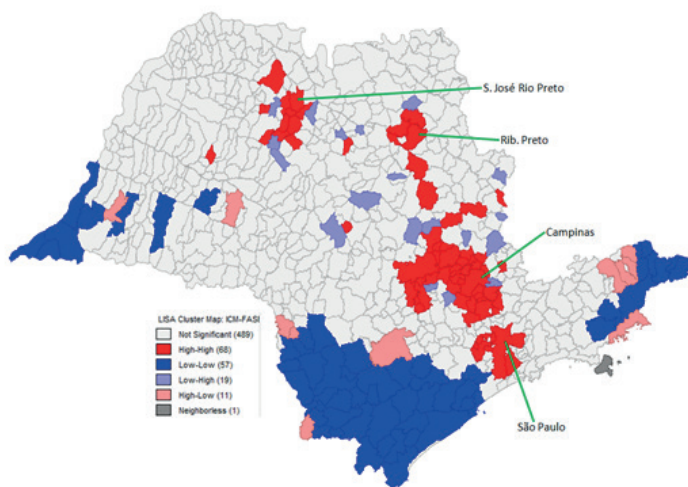 S. José Rio Preto
Rib. Preto
Campinas
LISA Cluster Map: ICM-FASI
Not Significant (489)
High-High (68)
Low-Low (57)
Low-High (19)
High-Low (11)
Neighborless (1)
São Paulo